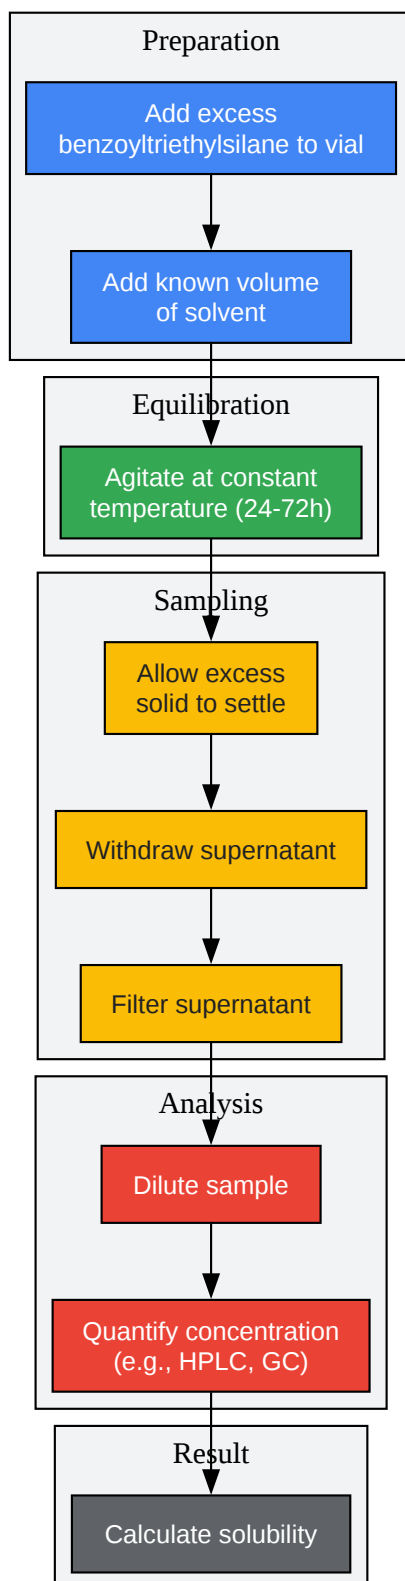 Preparation
Add excess
benzoyltriethylsilane to vial
Add known volume
of solvent
Equilibration
Agitate at constant
temperature (24-72h)
Sampling
Allow excess
solid to settle
Withdraw supernatant
Filter supernatant
Analysis
Dilute sample
Quantify concentration
(e.g., HPLC, GC)
Result
Calculate solubility